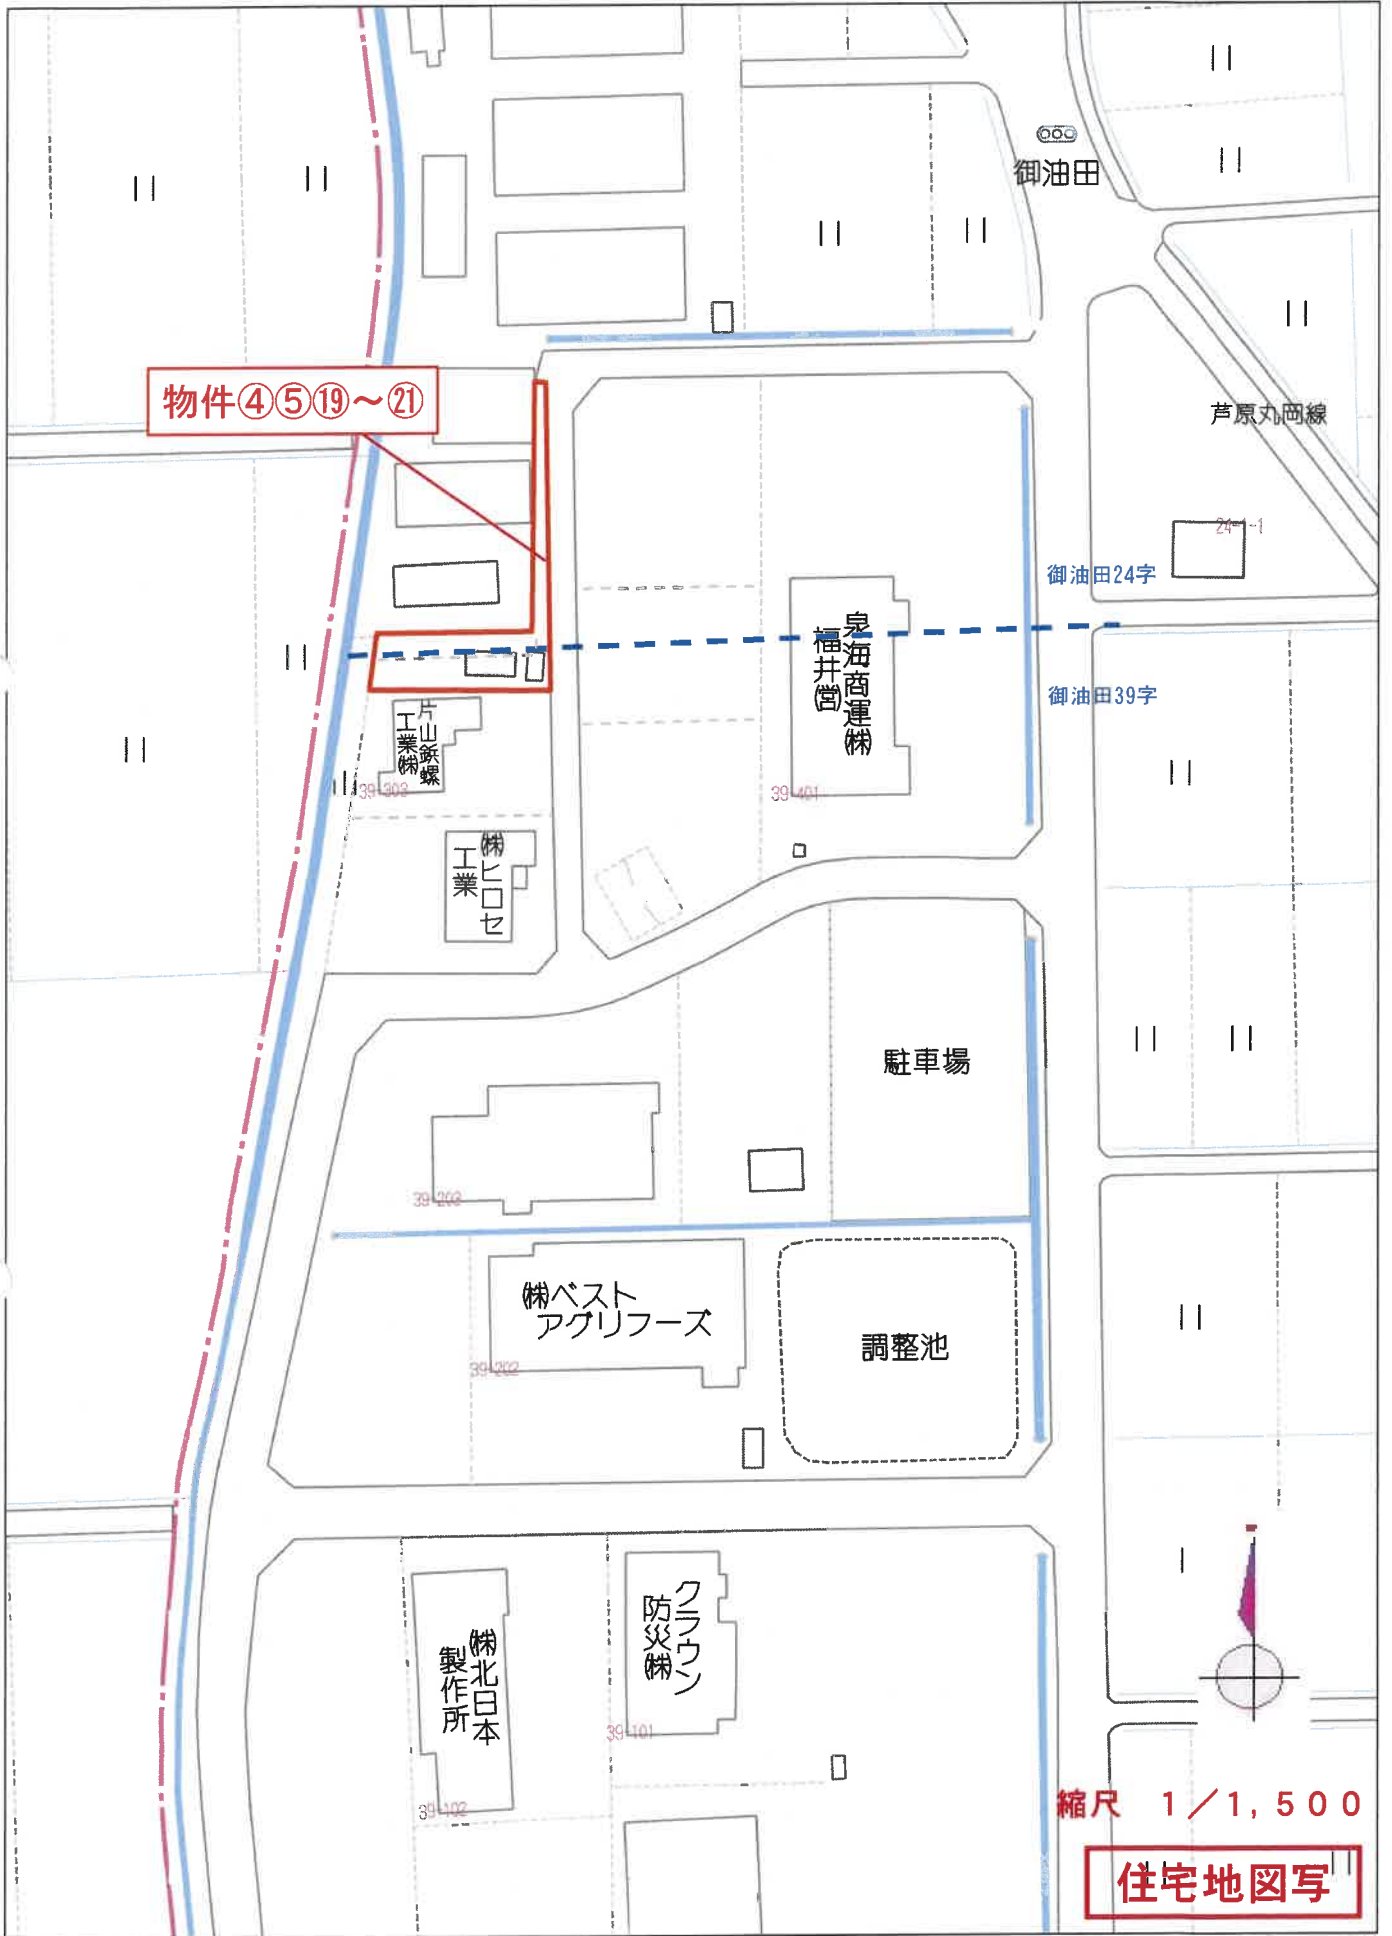 御油田
物件④⑤⑲～㉑
芦原丸岡線
24-1-1
御油田24字
泉海商運㈱
福井㈾
御油田39字
片山鋲螺
工業㈱
39-303
39-401
㈱ヒロセ
工業
駐車場
39-203
㈱ベスト
アグリフーズ
調整池
39-202
クラウン
防災㈱
㈱北日本
製作所
39-101
39-102
縮尺　1／1,500
住宅地図写